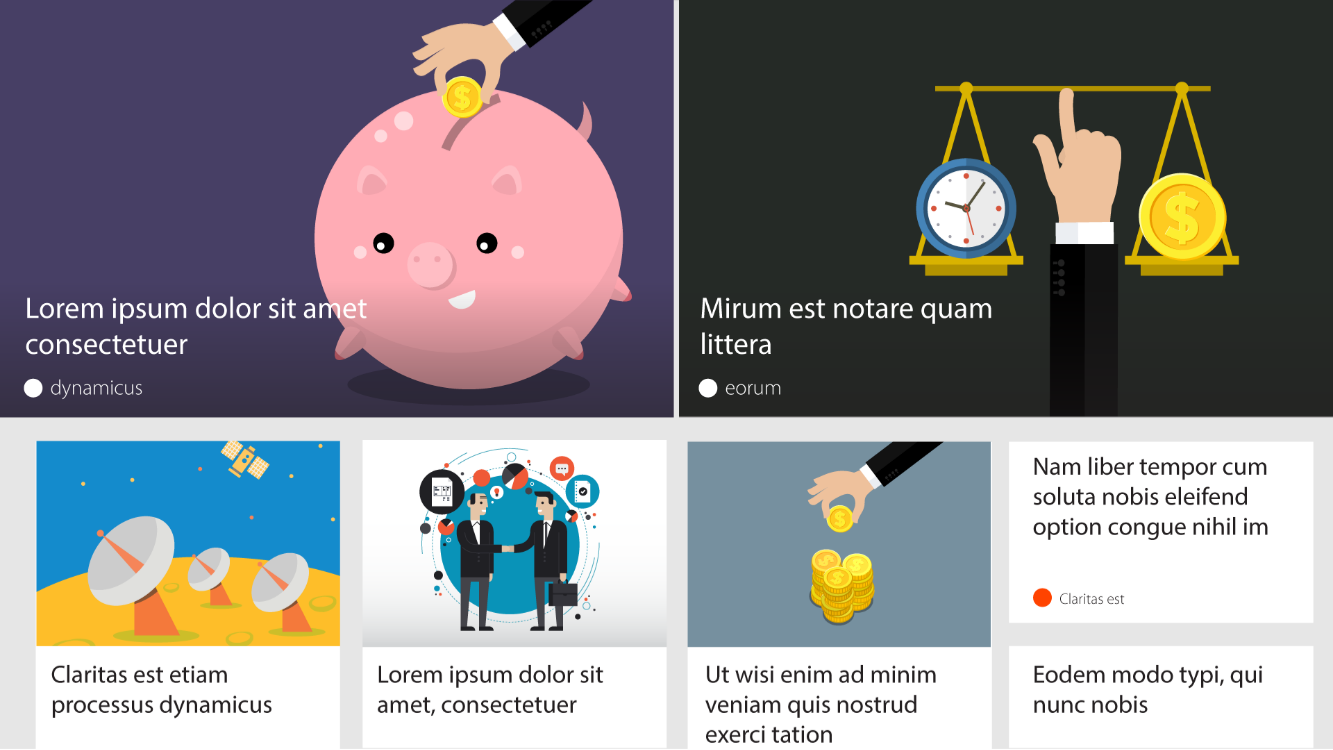 Lorem ipsum dolor sit amet
consectetuer
dynamicus
Mirum est notare quam
littera
eorum
Claritas est etiam
processus dynamicus
Lorem ipsum dolor sit
amet, consectetuer
Ut wisi enim ad minim
veniam quis nostrud
exerci tation
Nam liber tempor cum
soluta nobis eleifend
option congue nihil im
Claritas est
Eodem modo typi, qui
nunc nobis